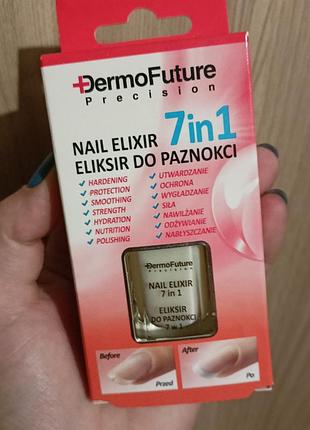 DermoFuture
Precision
NAIL ELIXIR 7in1
ELIKSIR DO PAZNOKCI
HARDENING
PROTECTION
SMOOTHING
STRENGTH
HYDRATION
NUTRITION
POLISHING
UTWARDZANIE
OCHRONA
WYGŁADZANIE
SIŁA
NAWILŻANIE
ODŻYWIANIE
NABŁYSZCZANIE
DermoFuture
Precision
NAIL ELIXIR
7 in 1
ELIKSIR
DO PAZNOKCI
7 w 1
Before
Przed
After
Po